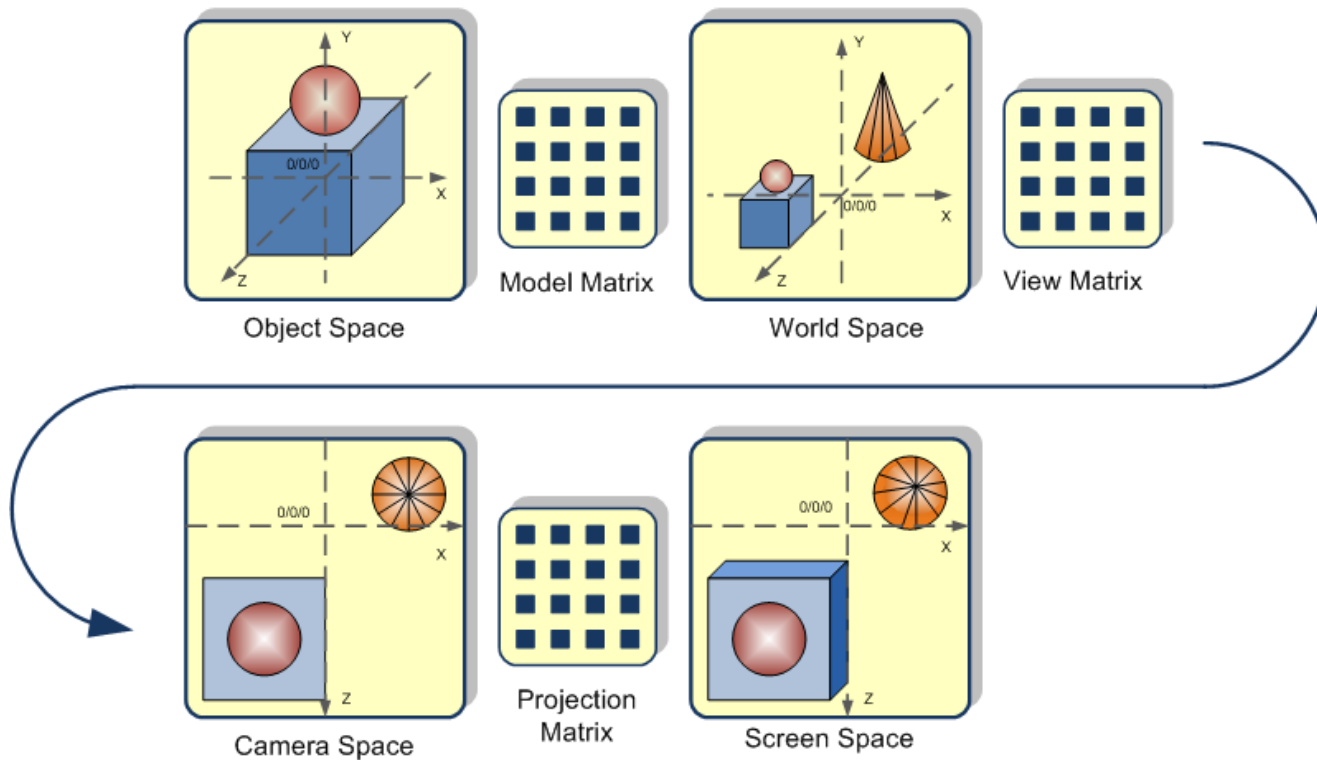 Y
0/0/0
X
Z
Object Space
Model Matrix
Y
0/0/0
X
Z
World Space
View Matrix
0/0/0
X
Z
Camera Space
Projection
Matrix
0/0/0
X
Z
Screen Space